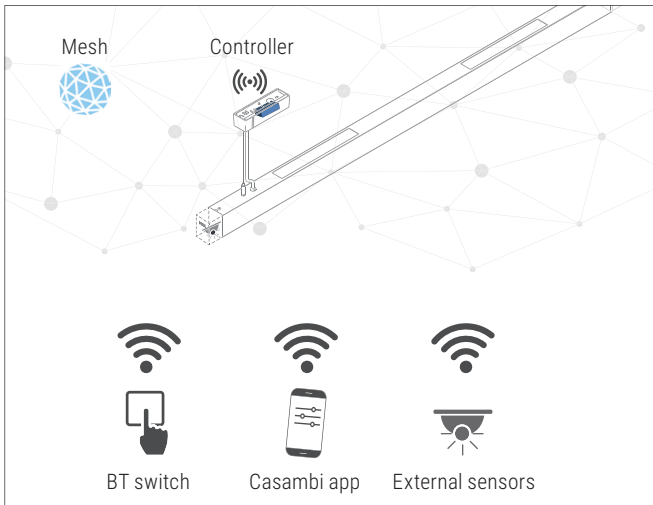 Mesh
Controller
BT switch
Casambi app
External sensors